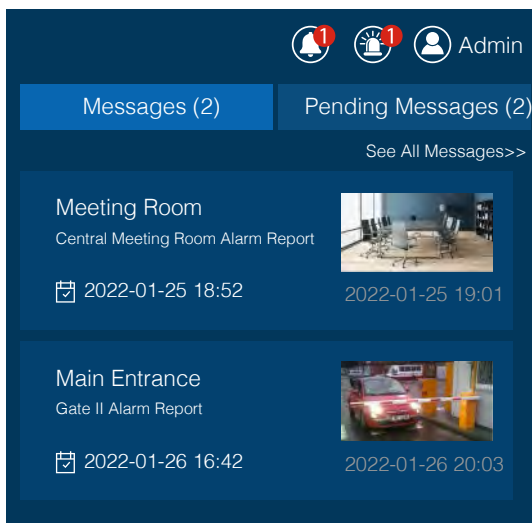 1 1 Admin
Messages (2) Pending Messages (2)
See All Messages>>
Meeting Room
Central Meeting Room Alarm Report
2022-01-25 18:52 2022-01-25 19:01
Main Entrance
Gate II Alarm Report
2022-01-26 16:42 2022-01-26 20:03